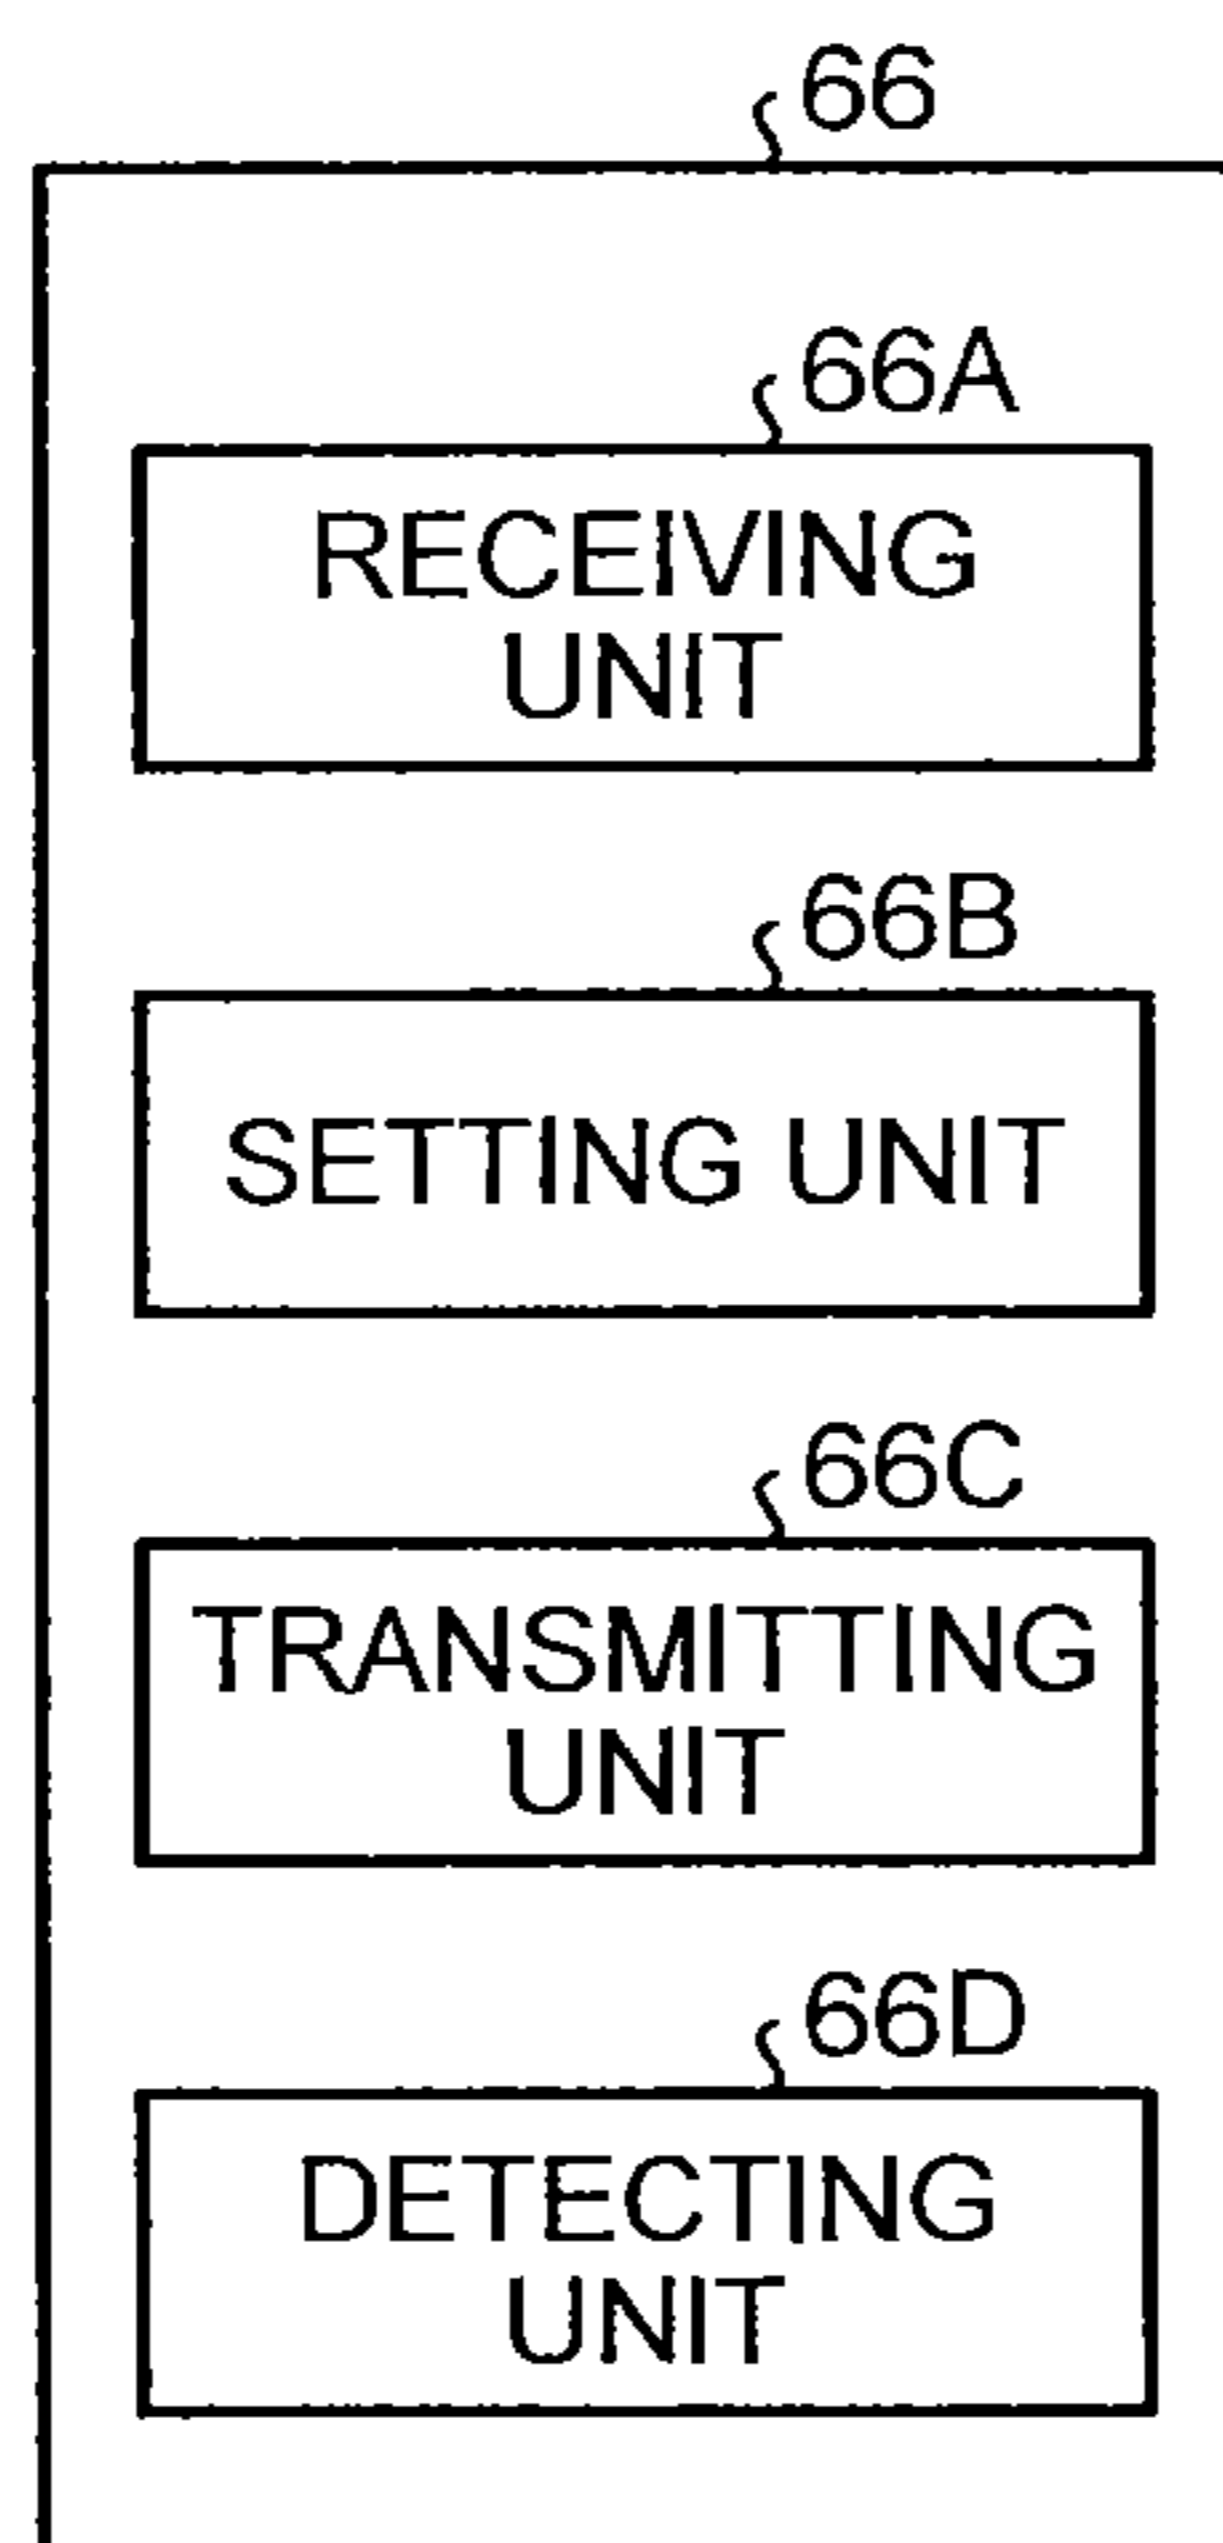 66
66A
RECEIVING
UNIT
66B
SETTING UNIT
66C
TRANSMITTING
UNIT
66D
DETECTING
UNIT